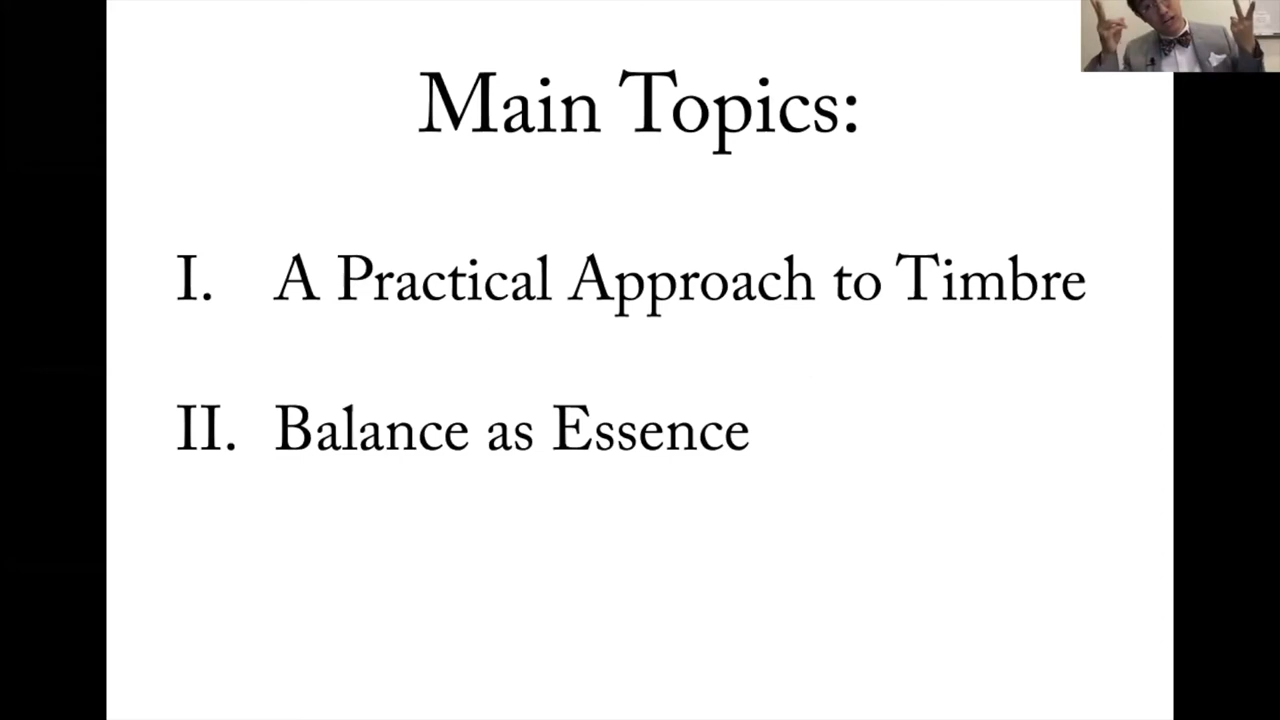 Main Topics:
I. A Practical Approach to Timbre
II. Balance as Essence